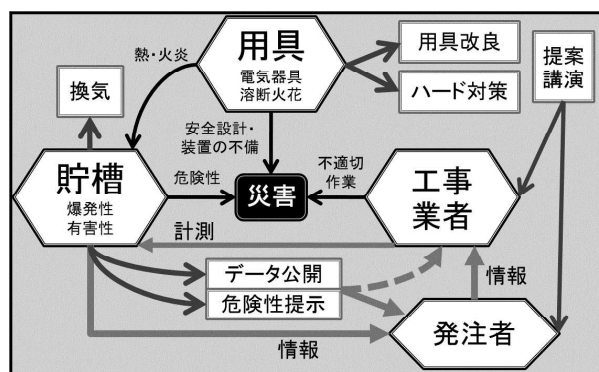 用具
電気器具
溶断火花
熱・火炎
用具改良
ハード対策
提案
講演
換気
安全設計・
装置の不備
不適切
作業
貯槽
爆発性
有害性
危険性
災害
工事
業者
計測
データ公開
危険性提示
情報
発注者
情報